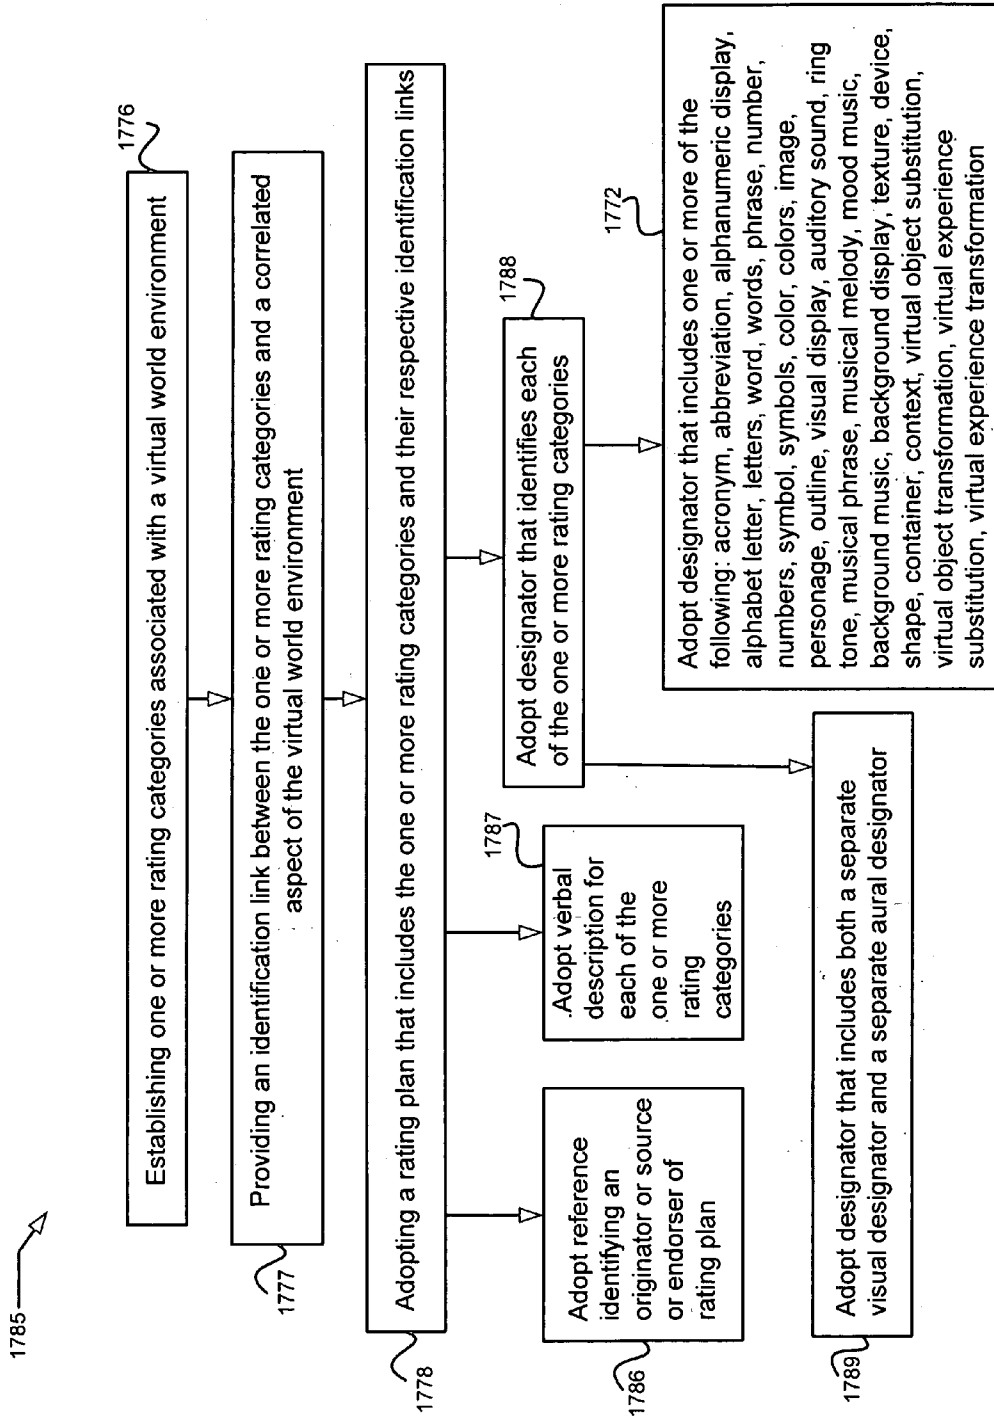 1785
1776
Establishing one or more rating categories associated with a virtual world environment
1777
Providing an identification link between the one or more rating categories and a correlated
aspect of the virtual world environment
1778
Adopting a rating plan that includes the one or more rating categories and their respective identification links
1786
Adopt reference
identifying an
originator or source
or endorser of
rating plan
1787
Adopt verbal
description for
each of the
one or more
rating
categories
1788
Adopt designator that identifies each
of the one or more rating categories
1789
Adopt designator that includes both a separate
visual designator and a separate aural designator
1772
Adopt designator that includes one or more of the
following: acronym, abbreviation, alphanumeric display,
alphabet letter, letters, word, words, phrase, number,
numbers, symbol, symbols, color, colors, image,
personage, outline, visual display, auditory sound, ring
tone, musical phrase, musical melody, mood music,
background music, background display, texture, device,
shape, container, context, virtual object substitution,
virtual object transformation, virtual experience
substitution, virtual experience transformation